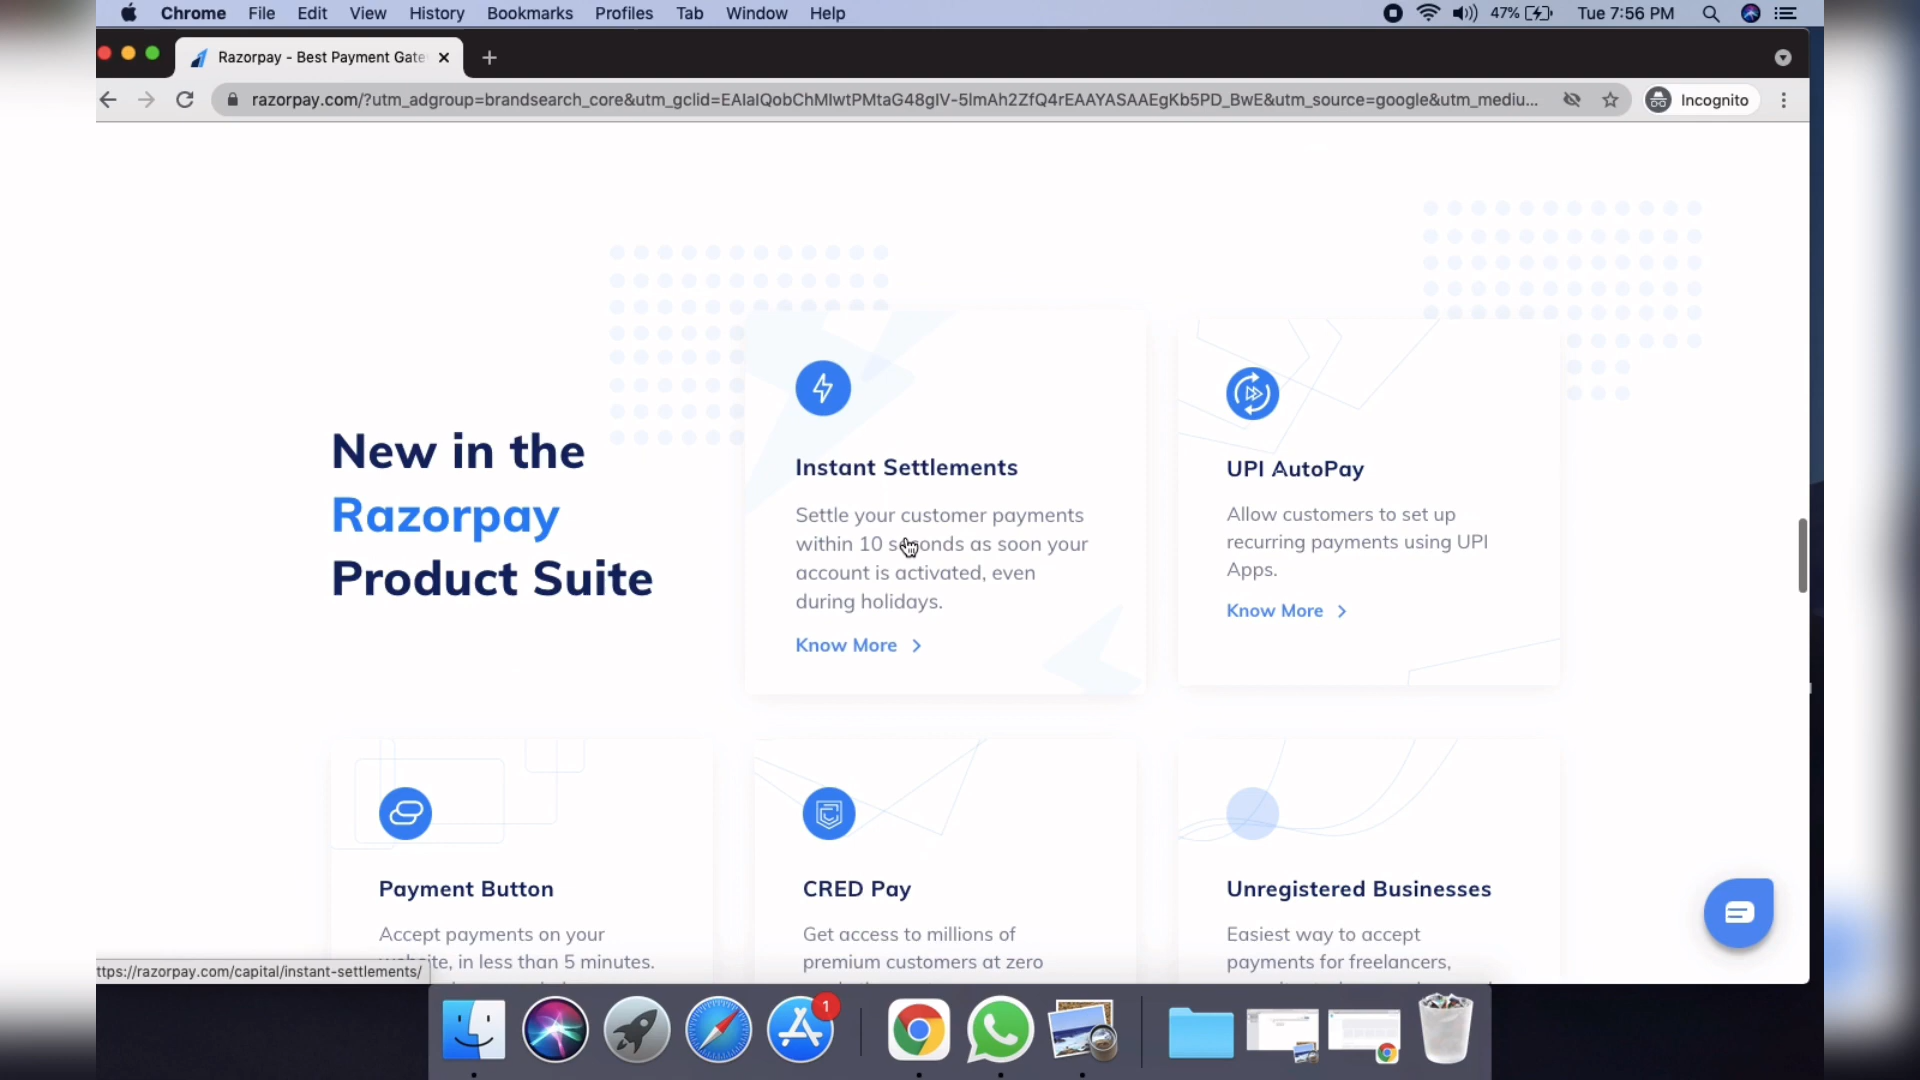 Chrome File Edit View History Bookmarks Profiles Tab Window Help
47% Tue 7:56 PM
Razorpay - Best Payment Gate
razorpay.com/?utm_adgroup=brandsearch_core&utm_gclid=EAIaIQobChMIwtPMtaG48gIV-5ImAh2ZfQ4rEAAYASAAEgKb5PD_BwE&utm_source=google&utm_mediu...
Incognito
New in the
Razorpay
Product Suite
Instant Settlements
Settle your customer payments
within 10 seconds as soon your
account is activated, even
during holidays.
Know More
UPI AutoPay
Allow customers to set up
recurring payments using UPI
Apps.
Know More
Payment Button
Accept payments on your
website, in less than 5 minutes.
CRED Pay
Get access to millions of
premium customers at zero
Unregistered Businesses
Easiest way to accept
payments for freelancers,
ttps://razorpay.com/capital/instant-settlements/
1